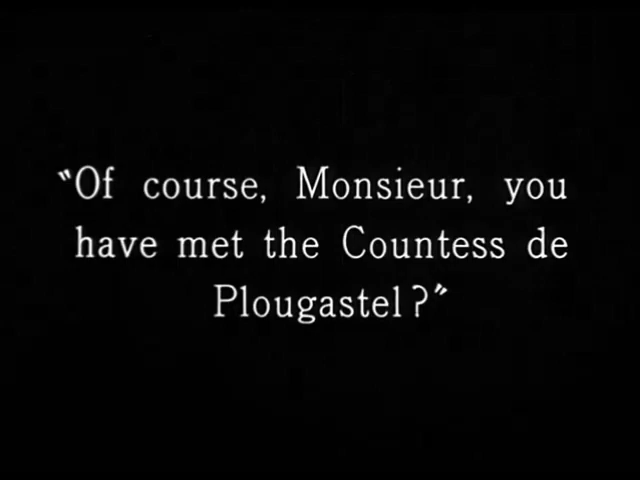 "Of course, Monsieur, you
have met the Countess de
Plougastel?"